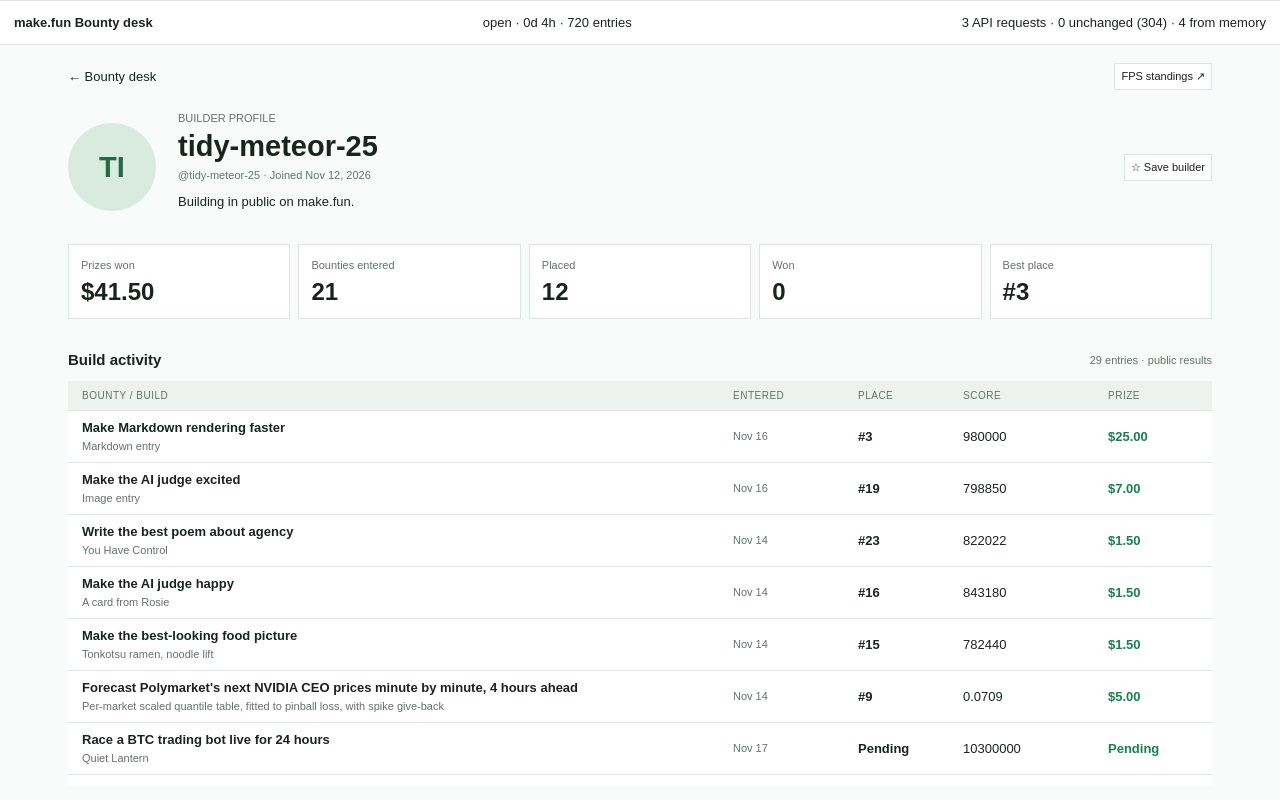 make.fun Bounty desk
open · 0d 4h · 720 entries
3 API requests · 0 unchanged (304) · 4 from memory
← Bounty desk
FPS standings ↗
TI
BUILDER PROFILE
tidy-meteor-25
@tidy-meteor-25 · Joined Nov 12, 2026
Building in public on make.fun.
☆ Save builder
Prizes won
$41.50
Bounties entered
21
Placed
12
Won
0
Best place
#3
Build activity
29 entries · public results
BOUNTY / BUILD ENTERED PLACE SCORE PRIZE
Make Markdown rendering faster
Markdown entry
Nov 16 #3 980000 $25.00
Make the AI judge excited
Image entry
Nov 16 #19 798850 $7.00
Write the best poem about agency
You Have Control
Nov 14 #23 822022 $1.50
Make the AI judge happy
A card from Rosie
Nov 14 #16 843180 $1.50
Make the best-looking food picture
Tonkotsu ramen, noodle lift
Nov 14 #15 782440 $1.50
Forecast Polymarket's next NVIDIA CEO prices minute by minute, 4 hours ahead
Per-market scaled quantile table, fitted to pinball loss, with spike give-back
Nov 14 #9 0.0709 $5.00
Race a BTC trading bot live for 24 hours
Quiet Lantern
Nov 17 Pending 10300000 Pending